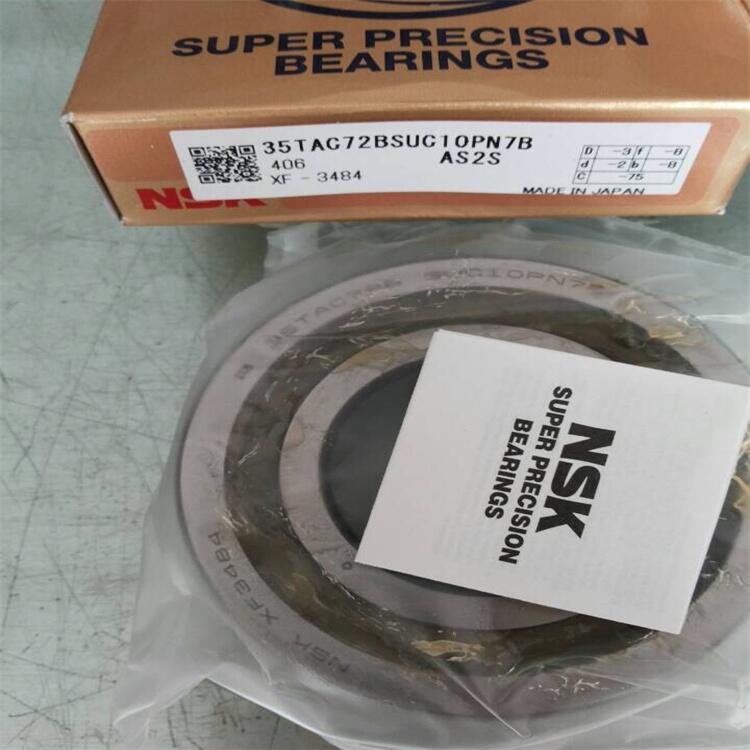 SUPER PRECISION
BEARINGS
35TAC72BSUC10PN7B
406 AS2S
XF - 3484
D -3 f -8
d -2 b -8
C -75
NSK
MADE IN JAPAN
SUC10PN7B
NSK XF3484
NSK
SUPER PRECISION
BEARINGS